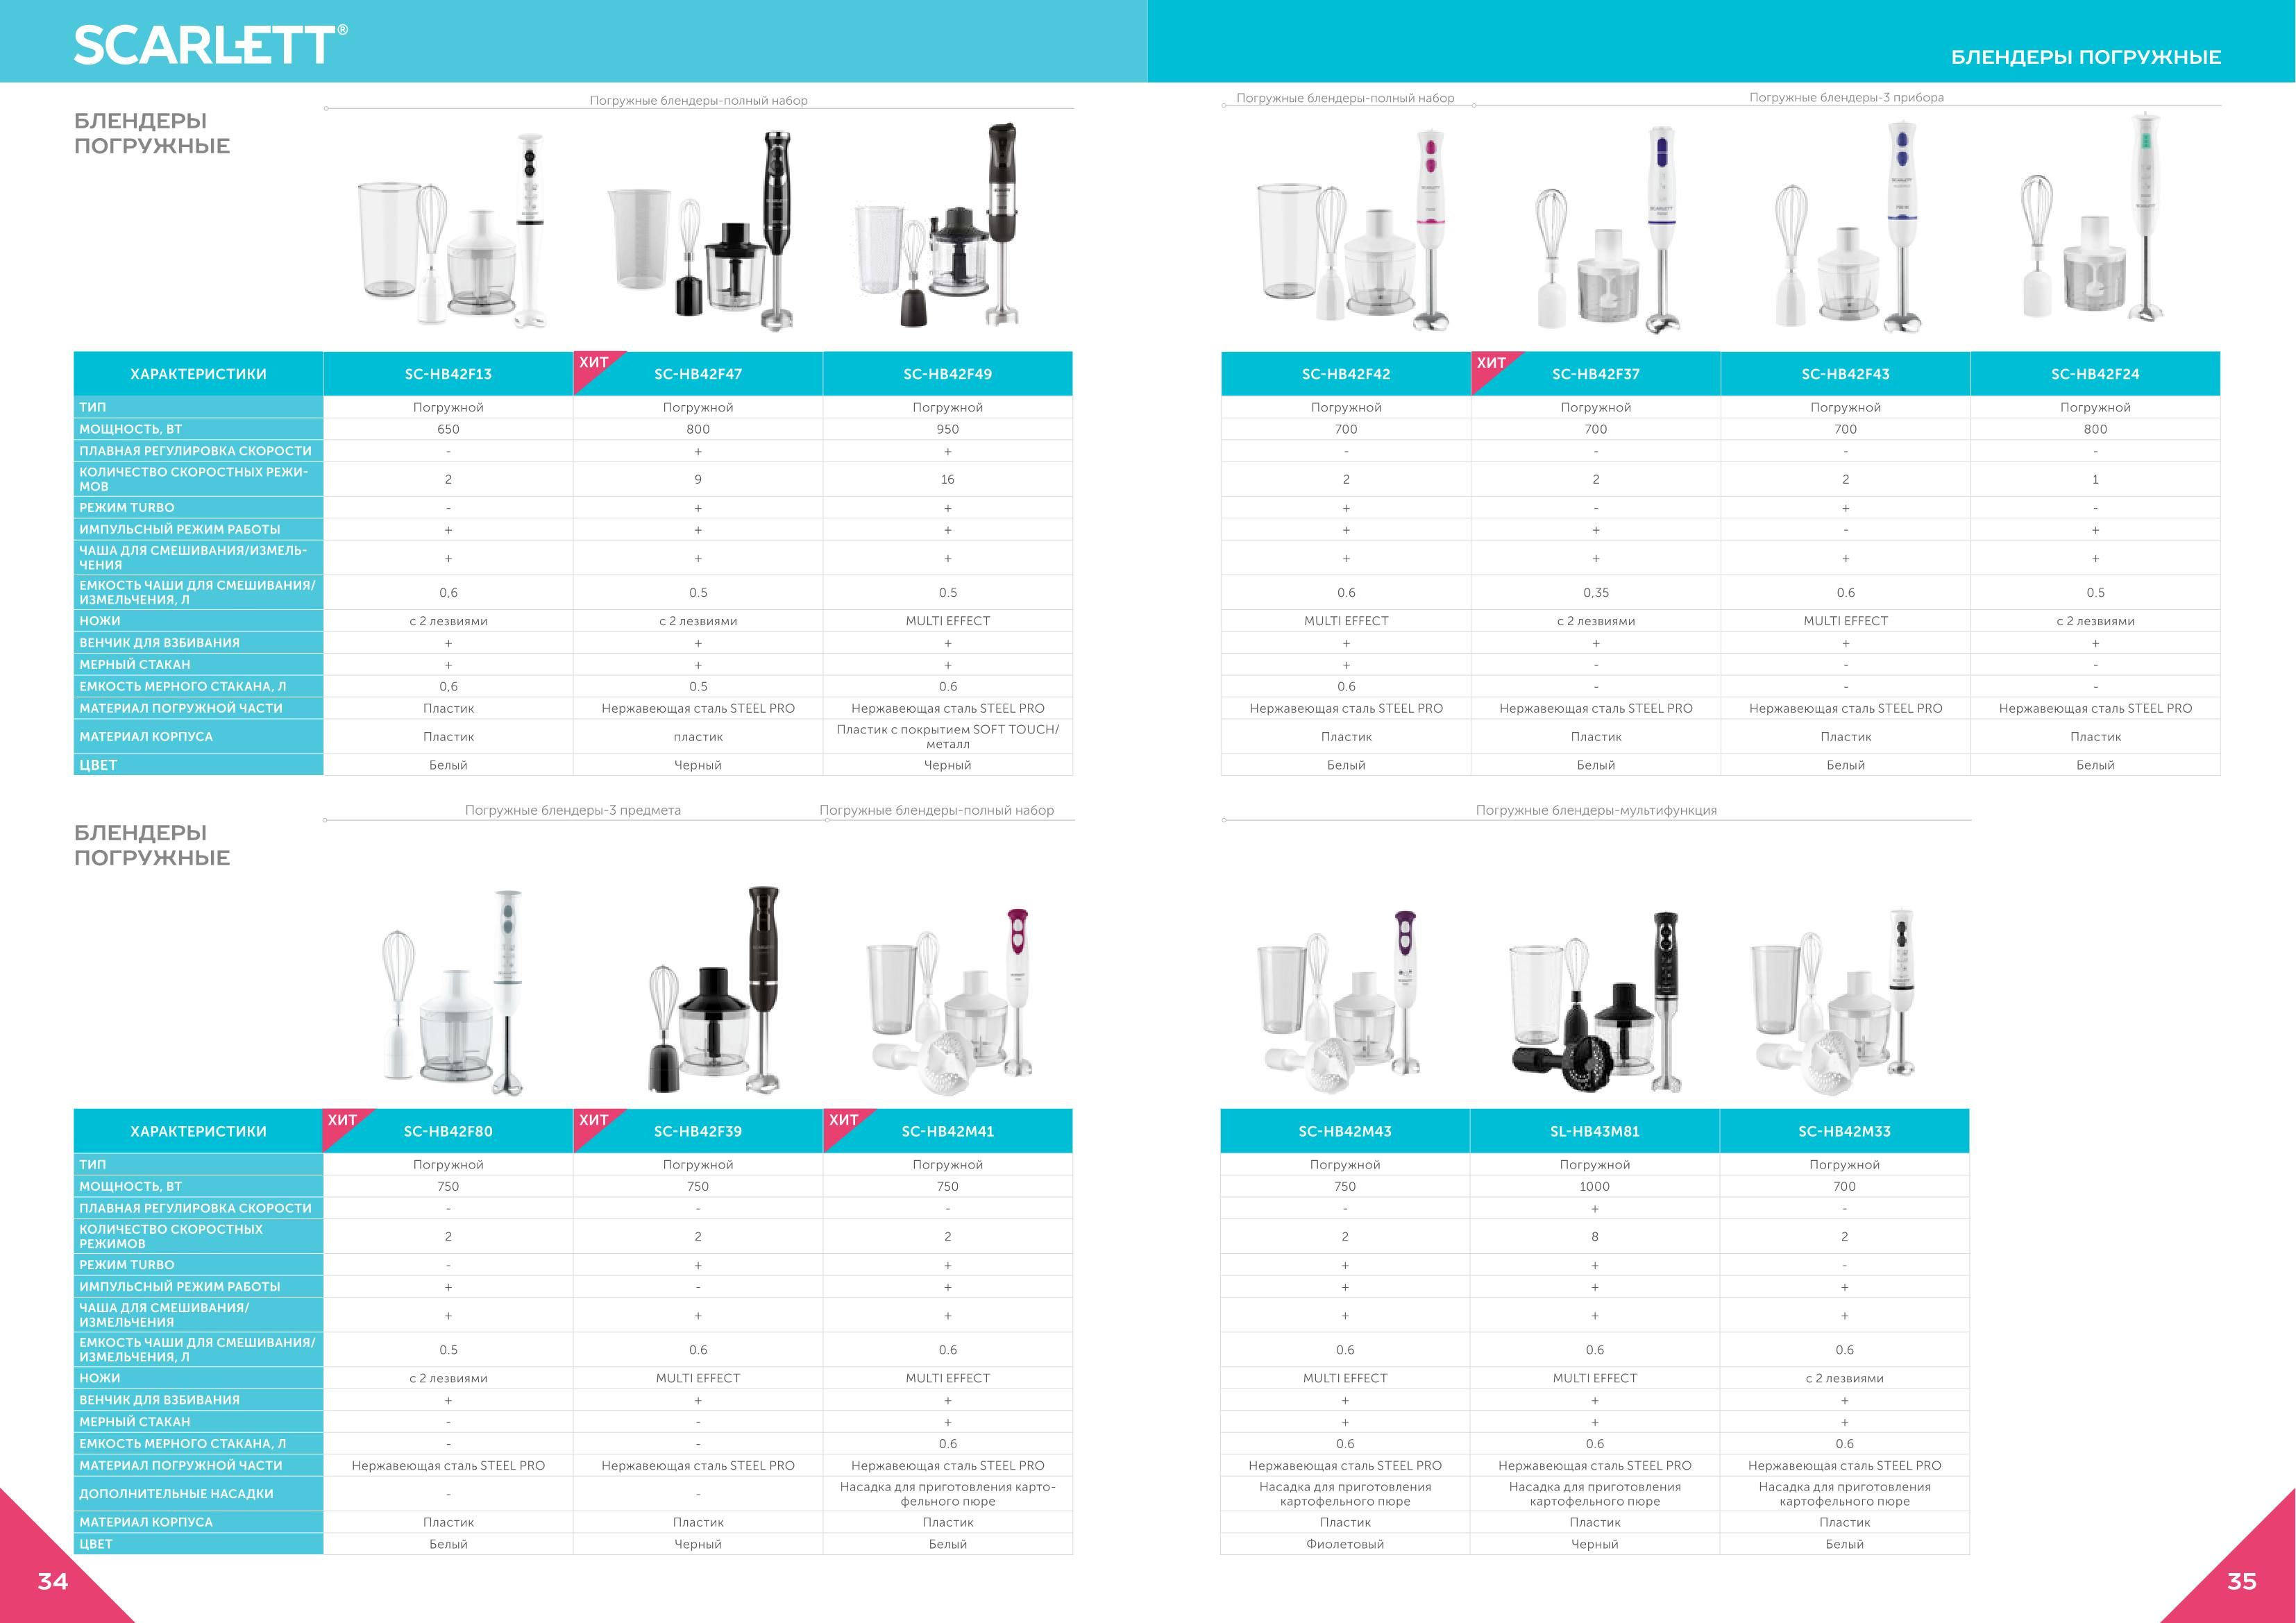 SCARLETT®
БЛЕНДЕРЫ ПОГРУЖНЫЕ
БЛЕНДЕРЫ
ПОГРУЖНЫЕ
Погружные блендеры-полный набор
Погружные блендеры-полный набор Погружные блендеры-3 прибора
ХАРАКТЕРИСТИКИ SC-HB42F13 ХИТ SC-HB42F47 SC-HB42F49
ТИП Погружной Погружной Погружной
МОЩНОСТЬ, ВТ 650 800 950
ПЛАВНАЯ РЕГУЛИРОВКА СКОРОСТИ - + +
КОЛИЧЕСТВО СКОРОСТНЫХ РЕЖИ-
МОВ 2 9 16
РЕЖИМ TURBO - + +
ИМПУЛЬСНЫЙ РЕЖИМ РАБОТЫ + + +
ЧАША ДЛЯ СМЕШИВАНИЯ/ИЗМЕЛЬ-
ЧЕНИЯ + + +
ЕМКОСТЬ ЧАШИ ДЛЯ СМЕШИВАНИЯ/
ИЗМЕЛЬЧЕНИЯ, Л 0,6 0.5 0.5
НОЖИ с 2 лезвиями с 2 лезвиями MULTI EFFECT
ВЕНЧИК ДЛЯ ВЗБИВАНИЯ + + +
МЕРНЫЙ СТАКАН + + +
ЕМКОСТЬ МЕРНОГО СТАКАНА, Л 0,6 0.5 0.6
МАТЕРИАЛ ПОГРУЖНОЙ ЧАСТИ Пластик Нержавеющая сталь STEEL PRO Нержавеющая сталь STEEL PRO
МАТЕРИАЛ КОРПУСА Пластик пластик Пластик с покрытием SOFT TOUCH/
металл
ЦВЕТ Белый Черный Черный
SC-HB42F42 ХИТ SC-HB42F37 SC-HB42F43 SC-HB42F24
Погружной Погружной Погружной Погружной
700 700 700 800
- - - -
2 2 2 1
+ - + -
+ + - +
+ + + +
0.6 0,35 0.6 0.5
MULTI EFFECT с 2 лезвиями MULTI EFFECT с 2 лезвиями
+ + + +
+ - - -
0.6 - - -
Нержавеющая сталь STEEL PRO Нержавеющая сталь STEEL PRO Нержавеющая сталь STEEL PRO Нержавеющая сталь STEEL PRO
Пластик Пластик Пластик Пластик
Белый Белый Белый Белый
БЛЕНДЕРЫ
ПОГРУЖНЫЕ
Погружные блендеры-3 предмета Погружные блендеры-полный набор
Погружные блендеры-мультифункция
ХАРАКТЕРИСТИКИ ХИТ SC-HB42F80 ХИТ SC-HB42F39 ХИТ SC-HB42M41
ТИП Погружной Погружной Погружной
МОЩНОСТЬ, ВТ 750 750 750
ПЛАВНАЯ РЕГУЛИРОВКА СКОРОСТИ - - -
КОЛИЧЕСТВО СКОРОСТНЫХ
РЕЖИМОВ 2 2 2
РЕЖИМ TURBO - + +
ИМПУЛЬСНЫЙ РЕЖИМ РАБОТЫ + - +
ЧАША ДЛЯ СМЕШИВАНИЯ/
ИЗМЕЛЬЧЕНИЯ + + +
ЕМКОСТЬ ЧАШИ ДЛЯ СМЕШИВАНИЯ/
ИЗМЕЛЬЧЕНИЯ, Л 0.5 0.6 0.6
НОЖИ с 2 лезвиями MULTI EFFECT MULTI EFFECT
ВЕНЧИК ДЛЯ ВЗБИВАНИЯ + + +
МЕРНЫЙ СТАКАН - - +
ЕМКОСТЬ МЕРНОГО СТАКАНА, Л - - 0.6
МАТЕРИАЛ ПОГРУЖНОЙ ЧАСТИ Нержавеющая сталь STEEL PRO Нержавеющая сталь STEEL PRO Нержавеющая сталь STEEL PRO
ДОПОЛНИТЕЛЬНЫЕ НАСАДКИ - - Насадка для приготовления карто-
фельного пюре
МАТЕРИАЛ КОРПУСА Пластик Пластик Пластик
ЦВЕТ Белый Черный Белый
SC-HB42M43 SL-HB43M81 SC-HB42M33
Погружной Погружной Погружной
750 1000 700
- + -
2 8 2
+ + -
+ + +
+ + +
0.6 0.6 0.6
MULTI EFFECT MULTI EFFECT с 2 лезвиями
+ + +
+ + +
0.6 0.6 0.6
Нержавеющая сталь STEEL PRO Нержавеющая сталь STEEL PRO Нержавеющая сталь STEEL PRO
Насадка для приготовления Насадка для приготовления Насадка для приготовления
картофельного пюре картофельного пюре картофельного пюре
Пластик Пластик Пластик
Фиолетовый Черный Белый
34
35